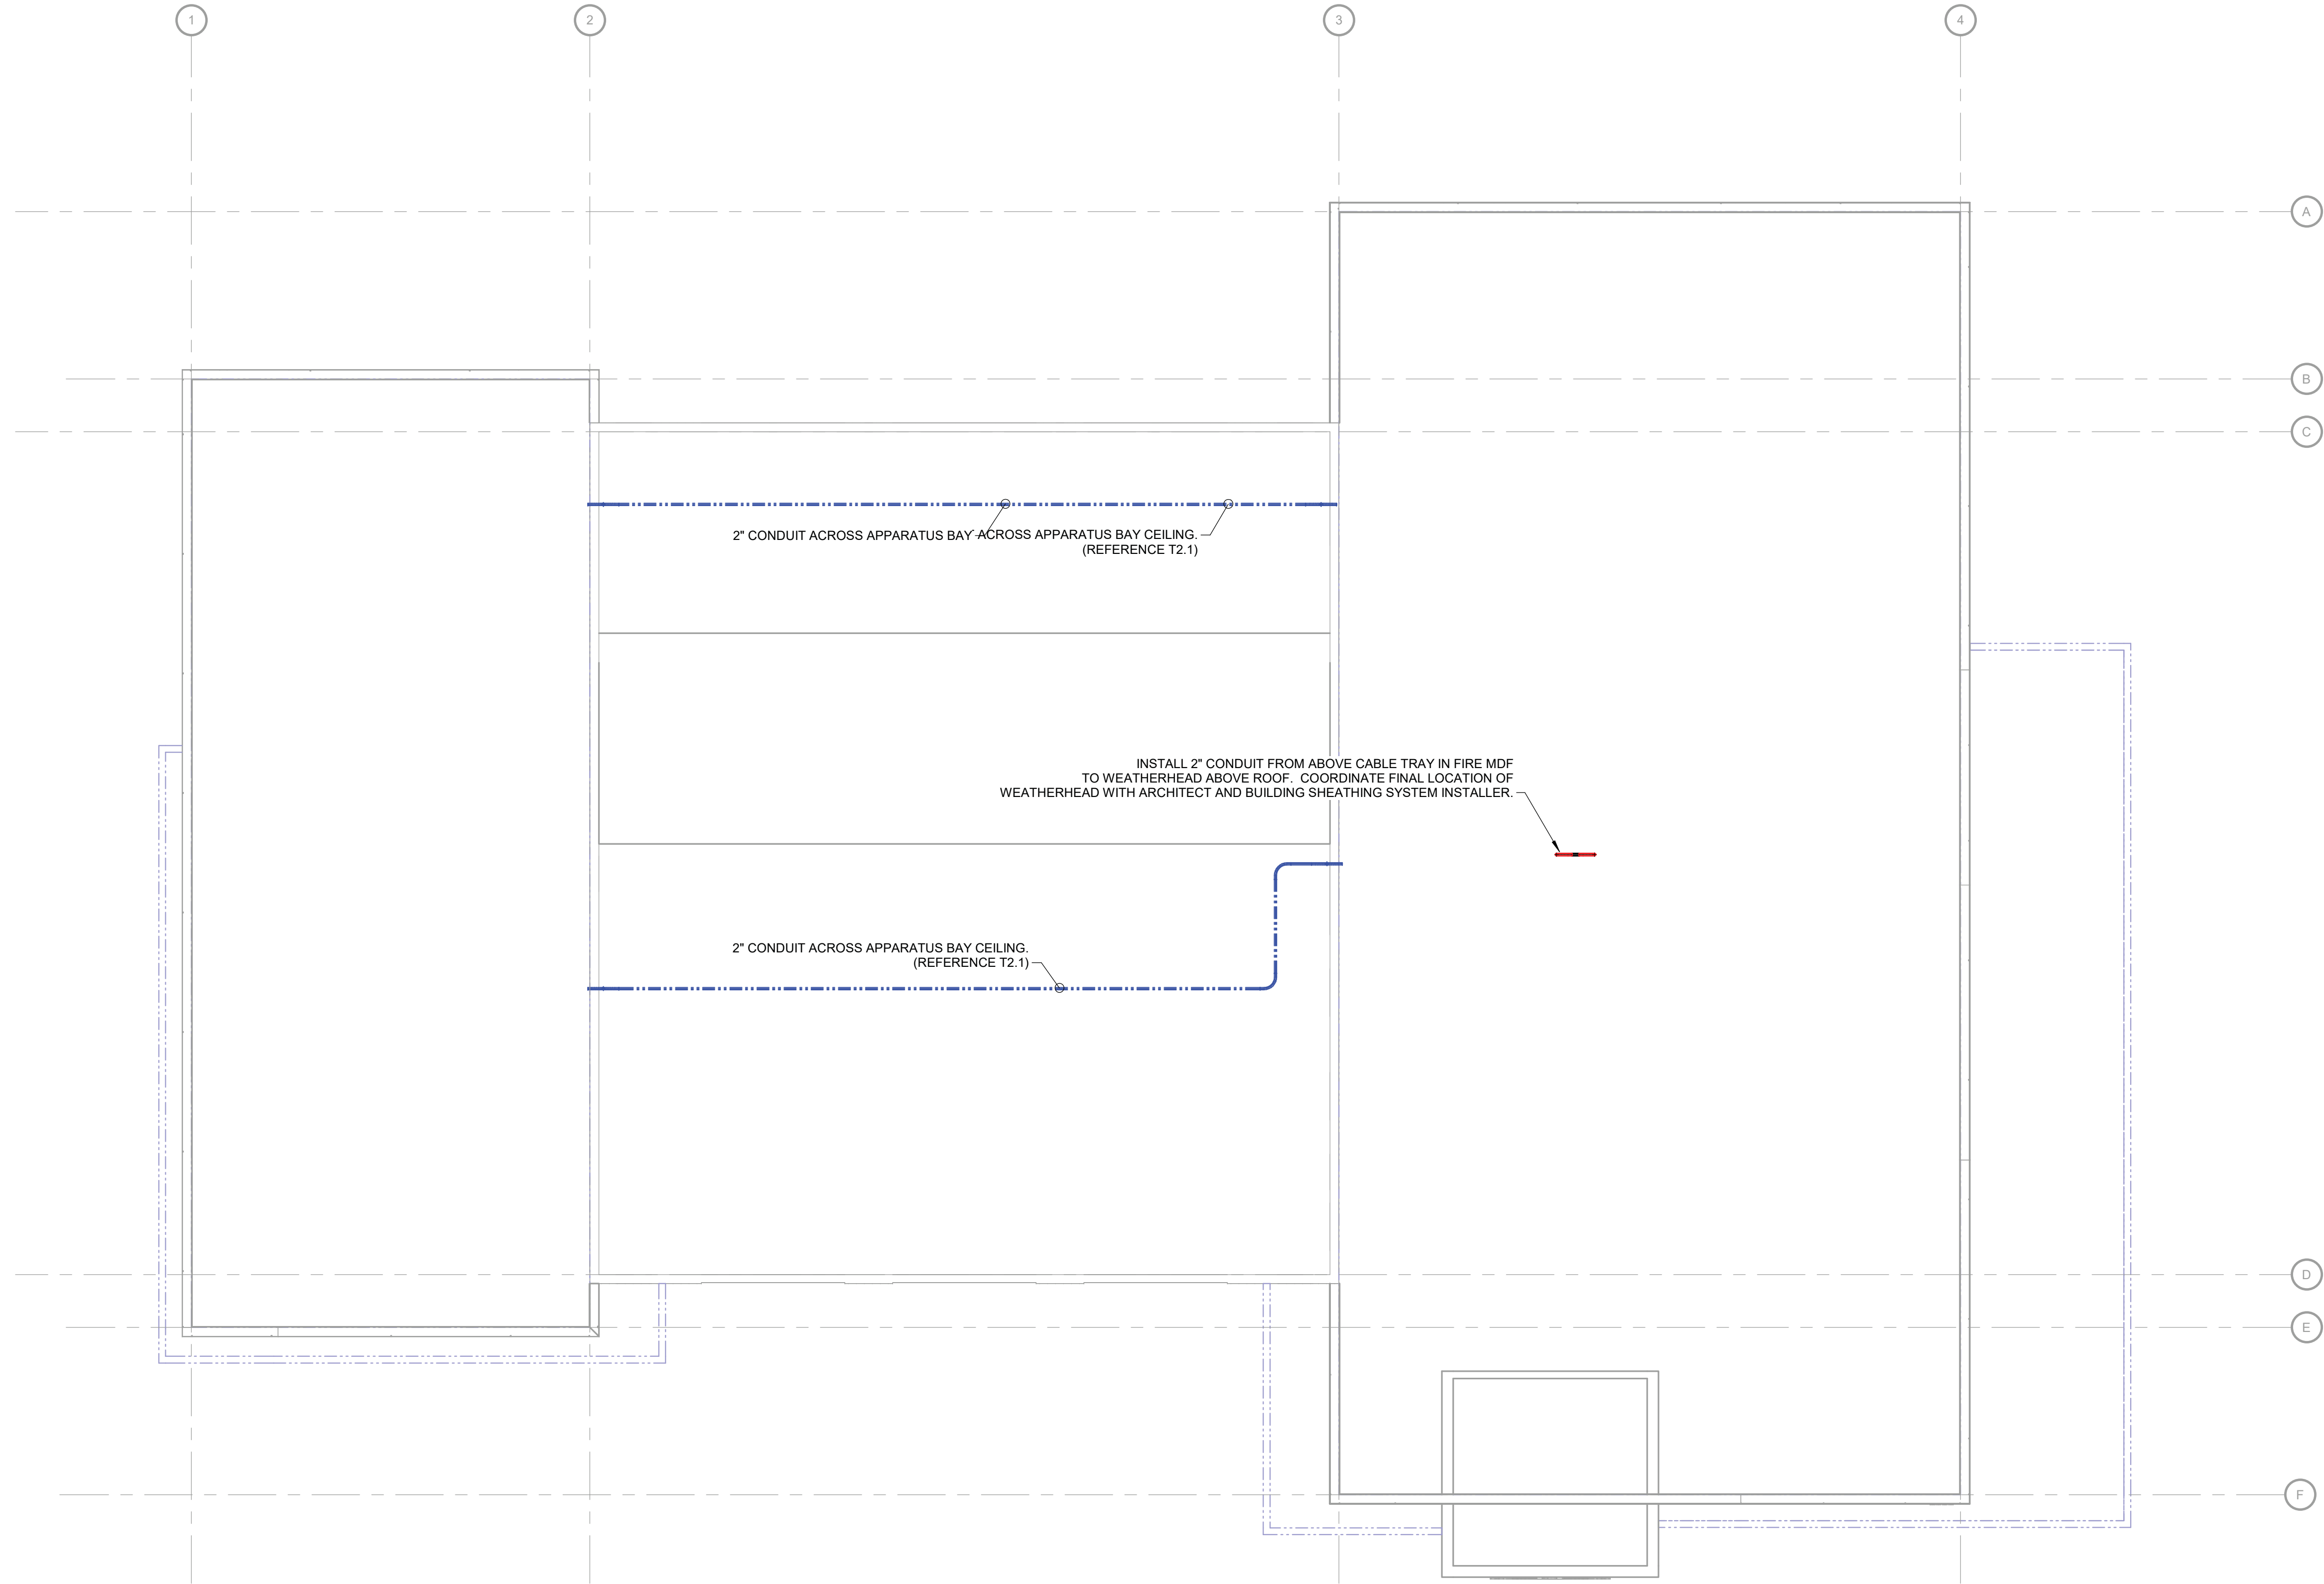 1
2
3
4
A
B
C
2" CONDUIT ACROSS APPARATUS BAY
ACROSS APPARATUS BAY CEILING.
(REFERENCE T2.1)
INSTALL 2" CONDUIT FROM ABOVE CABLE TRAY IN FIRE MDF
TO WEATHERHEAD ABOVE ROOF. COORDINATE FINAL LOCATION OF
WEATHERHEAD WITH ARCHITECT AND BUILDING SHEATHING SYSTEM INSTALLER.
2" CONDUIT ACROSS APPARATUS BAY CEILING.
(REFERENCE T2.1)
D
E
F